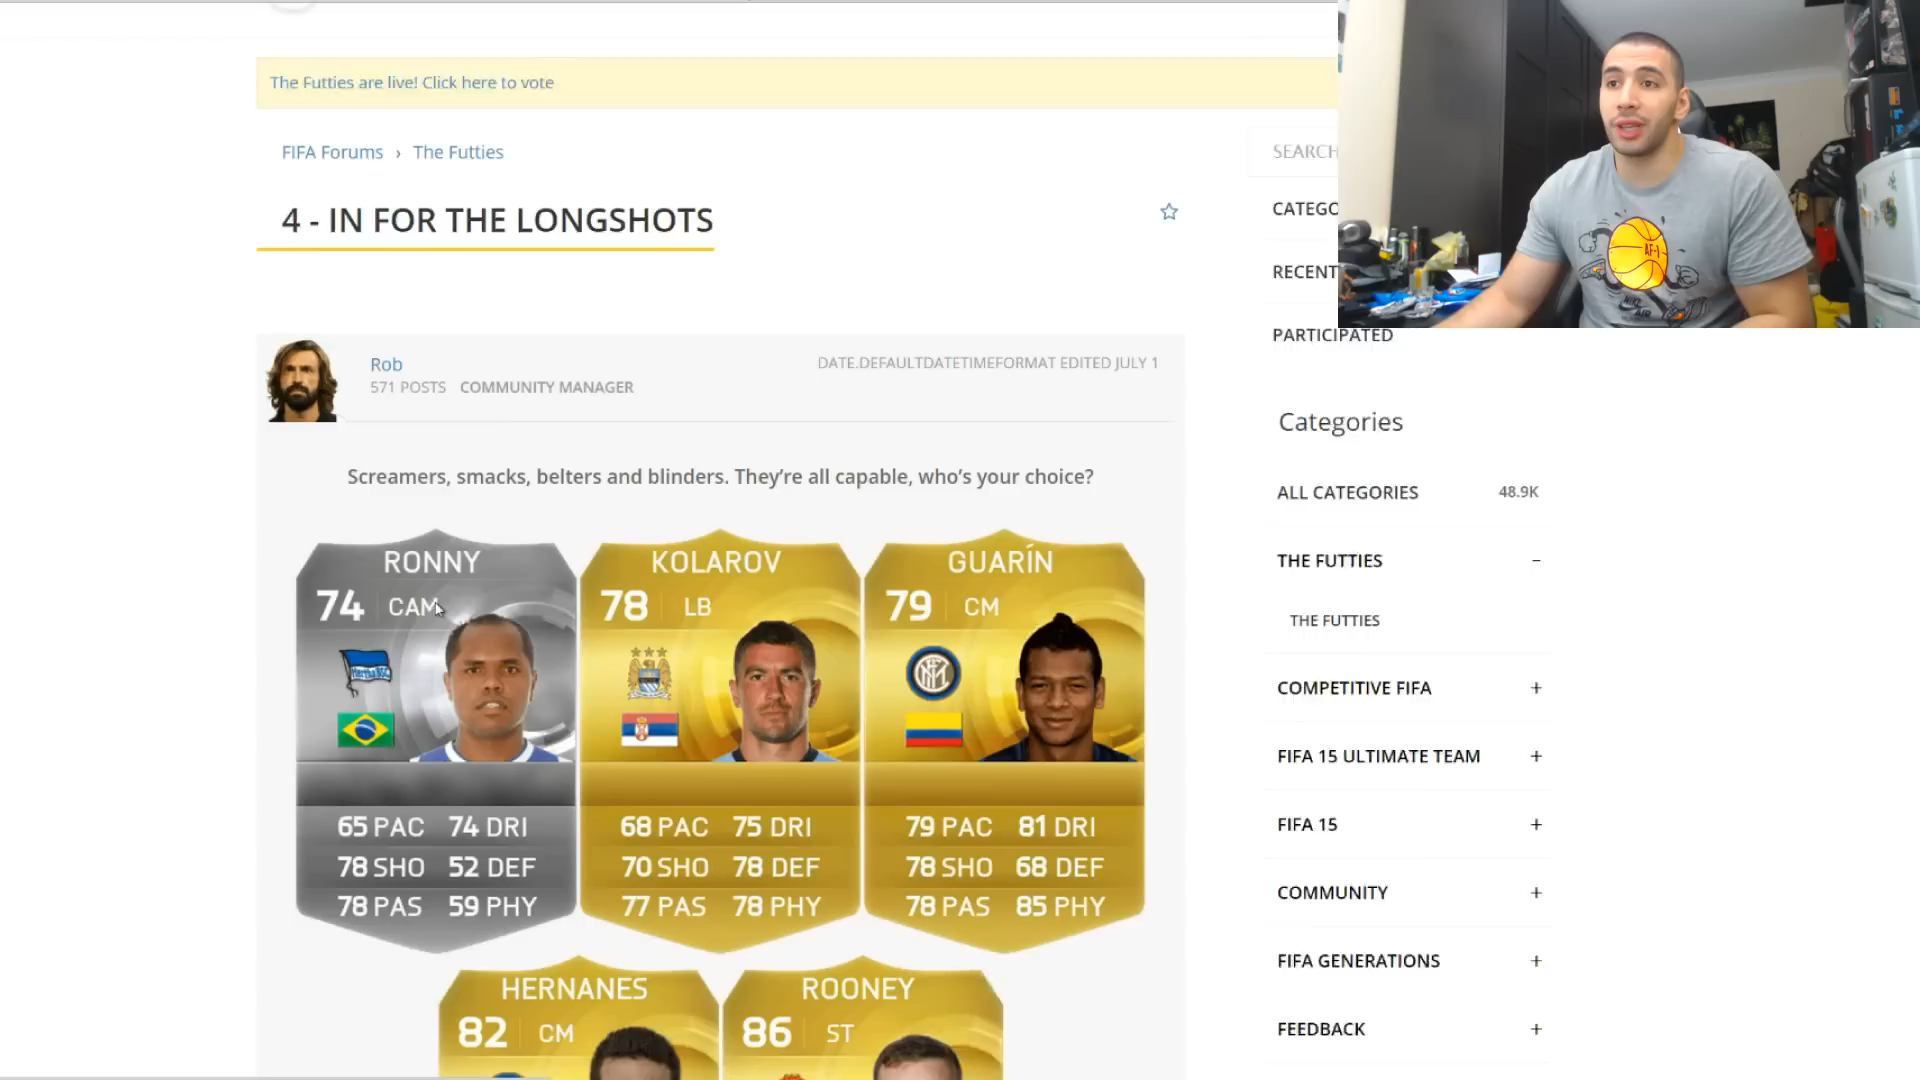 The Futties are live! Click here to vote
FIFA Forums › The Futties
SEARCH
4 - IN FOR THE LONGSHOTS
CATEGO
RECENT
PARTICIPATED
Rob
571 POSTS COMMUNITY MANAGER
DATE.DEFAULTDATETIMEFORMAT EDITED JULY 1
Screamers, smacks, belters and blinders. They're all capable, who's your choice?
RONNY
74 CAM
65 PAC 74 DRI
78 SHO 52 DEF
78 PAS 59 PHY
KOLAROV
78 LB
68 PAC 75 DRI
70 SHO 78 DEF
77 PAS 78 PHY
GUARÍN
79 CM
79 PAC 81 DRI
78 SHO 68 DEF
78 PAS 85 PHY
HERNANES
82 CM
ROONEY
86 ST
Categories
ALL CATEGORIES 48.9K
THE FUTTIES −
THE FUTTIES
COMPETITIVE FIFA +
FIFA 15 ULTIMATE TEAM +
FIFA 15 +
COMMUNITY +
FIFA GENERATIONS +
FEEDBACK +
AF-1
NIKE
AIR